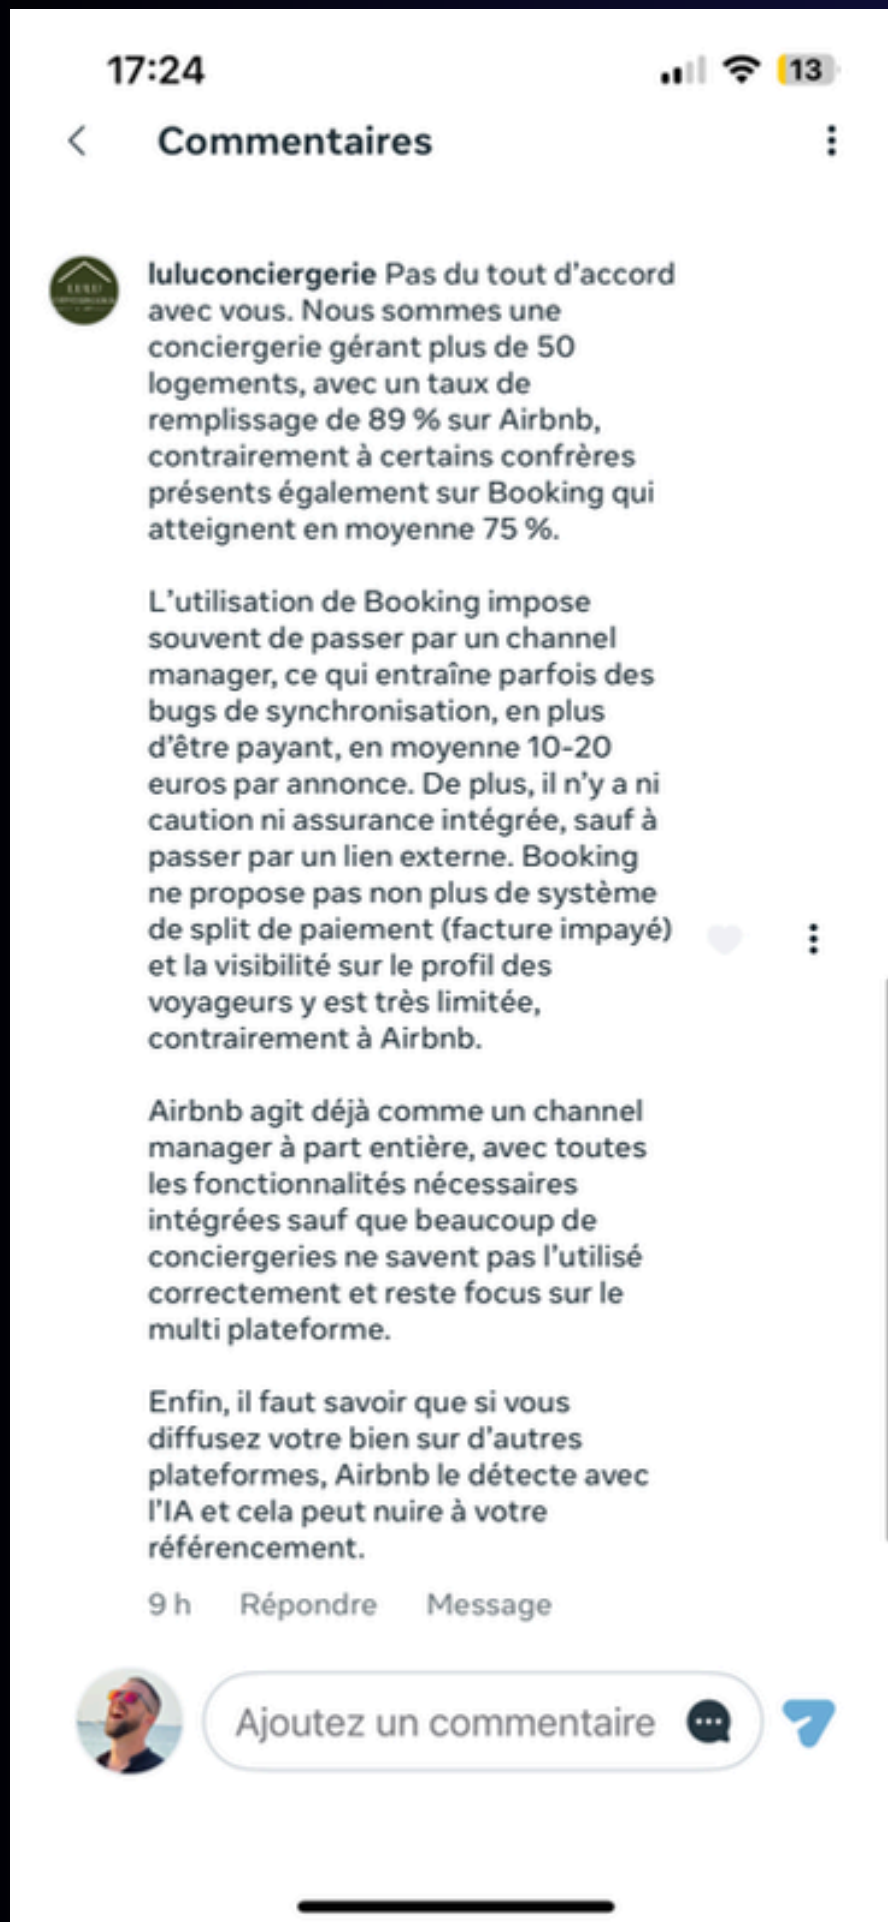 17:24
13
Commentaires
luluconciergerie Pas du tout d'accord
avec vous. Nous sommes une
conciergerie gérant plus de 50
logements, avec un taux de
remplissage de 89 % sur Airbnb,
contrairement à certains confrères
présents également sur Booking qui
atteignent en moyenne 75 %.
L'utilisation de Booking impose
souvent de passer par un channel
manager, ce qui entraîne parfois des
bugs de synchronisation, en plus
d'être payant, en moyenne 10-20
euros par annonce. De plus, il n'y a ni
caution ni assurance intégrée, sauf à
passer par un lien externe. Booking
ne propose pas non plus de système
de split de paiement (facture impayé)
et la visibilité sur le profil des
voyageurs y est très limitée,
contrairement à Airbnb.
Airbnb agit déjà comme un channel
manager à part entière, avec toutes
les fonctionnalités nécessaires
intégrées sauf que beaucoup de
conciergeries ne savent pas l'utilisé
correctement et reste focus sur le
multi plateforme.
Enfin, il faut savoir que si vous
diffusez votre bien sur d'autres
plateformes, Airbnb le détecte avec
l'IA et cela peut nuire à votre
référencement.
9 h Répondre Message
Ajoutez un commentaire